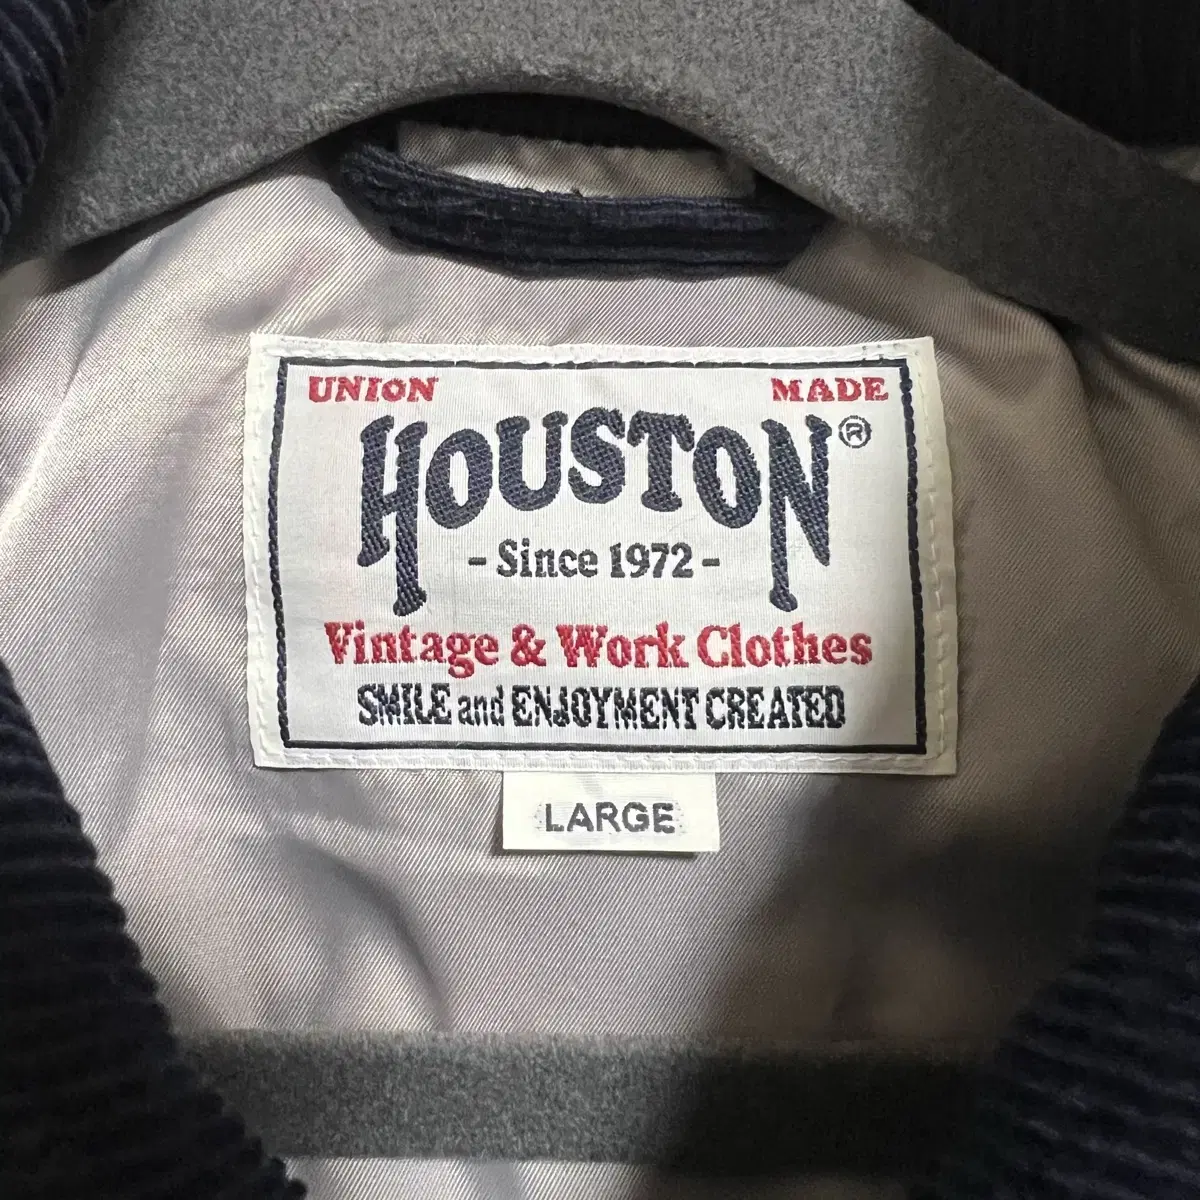 UNION MADE
HOUSTON®
- Since 1972 -
Vintage & Work Clothes
SMILE and ENJOYMENT CREATED
LARGE